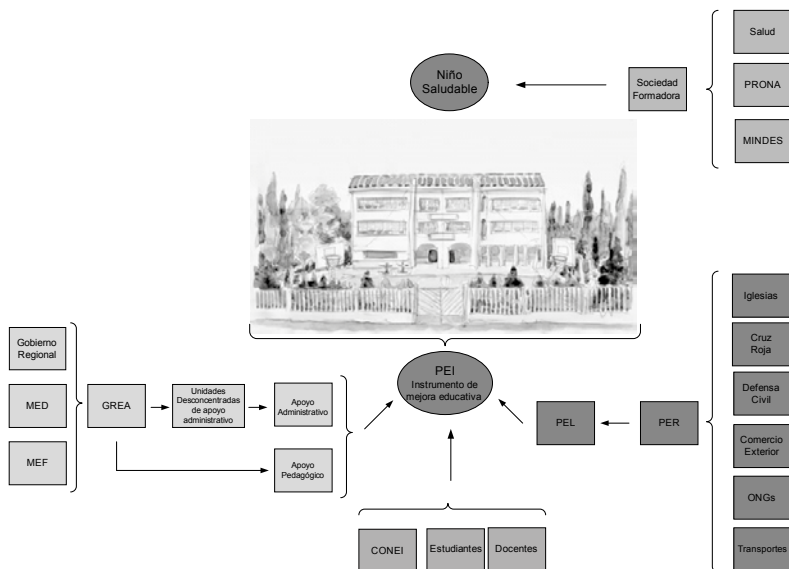 Salud
Niño
Saludable
Sociedad
Formadora
PRONA
MINDES
Iglesias
Gobierno
Regional
Cruz
Roja
PEI
Instrumento de
mejora educativa
MED
GREA
Unidades
Desconcentradas
de apoyo
administrativo
Apoyo
Administrativo
Defensa
Civil
PEL
PER
MEF
Apoyo
Pedagógico
Comercio
Exterior
ONGs
CONEI
Estudiantes
Docentes
Transportes